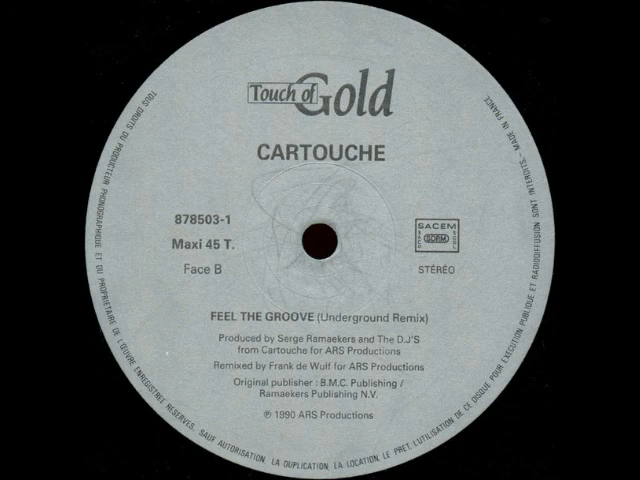 Touch of Gold
CARTOUCHE
878503-1
Maxi 45 T.
Face B
SACEM
SACD
SDRM
SGDL
STÉRÉO
FEEL THE GROOVE (Underground Remix)
Produced by Serge Ramaekers and The D.J'S
from Cartouche for ARS Productions
Remixed by Frank de Wulf for ARS Productions
Original publisher : B.M.C. Publishing /
Ramaekers Publishing N.V.
℗ 1990 ARS Productions
TOUS DROITS DU PRODUCTEUR PHONOGRAPHIQUE ET DU PROPRIETAIRE DE L'ŒUVRE ENREGISTREE RESERVES. SAUF AUTORISATION LA DUPLICATION, LA LOCATION, LE PRET, L'UTILISATION DE CE DISQUE POUR EXECUTION PUBLIQUE ET RADIODIFFUSION SONT INTERDITS. - MADE IN FRANCE.